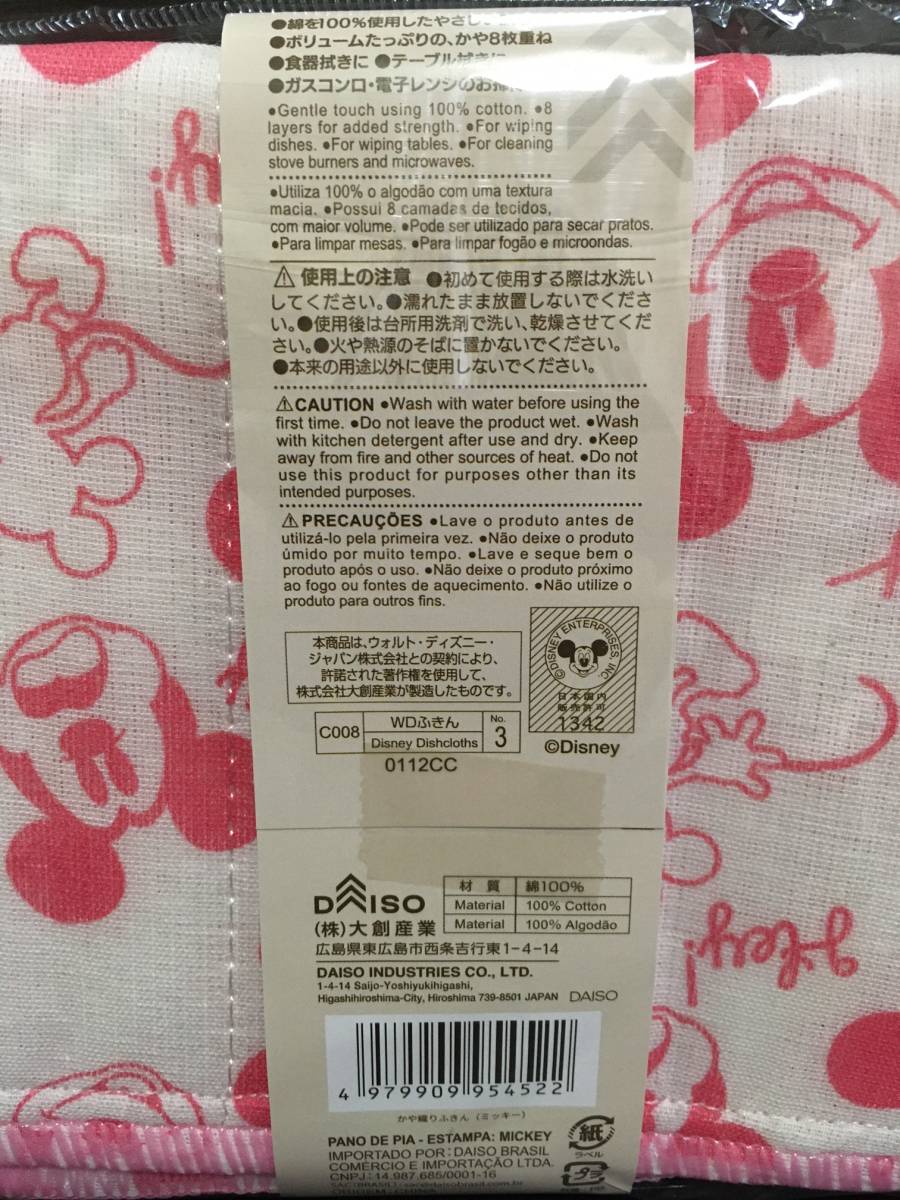 ●綿を100%使用したやさし
●ボリュームたっぷりの、かや8枚重ね
●食器拭きに ●テーブル拭きに
●ガスコンロ・電子レンジのお掃
●Gentle touch using 100% cotton. ●8
layers for added strength. ●For wiping
dishes. ●For wiping tables. ●For cleaning
stove burners and microwaves.
●Utiliza 100% o algodão com uma textura
macia. ●Possui 8 camadas de tecidos,
com maior volume. ●Pode ser utilizado para secar pratos.
●Para limpar mesas. ●Para limpar fogão e microondas.
⚠ 使用上の注意 ●初めて使用する際は水洗い
してください。●濡れたまま放置しないでくださ
い。●使用後は台所用洗剤で洗い、乾燥させてくだ
さい。●火や熱源のそばに置かないでください。
●本来の用途以外に使用しないでください。
⚠CAUTION ●Wash with water before using the
first time. ●Do not leave the product wet. ●Wash
with kitchen detergent after use and dry. ●Keep
away from fire and other sources of heat. ●Do not
use this product for purposes other than its
intended purposes.
⚠PRECAUÇÕES ●Lave o produto antes de
utilizá-lo pela primeira vez. ●Não deixe o produto
úmido por muito tempo. ●Lave e seque bem o
produto após o uso. ●Não deixe o produto próximo
ao fogo ou fontes de aquecimento. ●Não utilize o
produto para outros fins.
本商品は、ウォルト・ディズニー・
ジャパン株式会社との契約により、
許諾された著作権を使用して、
株式会社大創産業が製造したものです。
©DISNEY ENTERPRISES, INC.
日本国内
販売許可
1342
©Disney
C008 WDふきん No. 3
Disney Dishcloths
0112CC
DAISO
(株)大創産業
材質 綿100%
Material 100% Cotton
Material 100% Algodão
広島県東広島市西条吉行東1-4-14
DAISO INDUSTRIES CO., LTD.
1-4-14 Saijo-Yoshiyukihigashi,
Higashihiroshima-City, Hiroshima 739-8501 JAPAN DAISO
4 979909 954522
かや織りふきん (ミッキー)
PANO DE PIA - ESTAMPA: MICKEY
IMPORTADO POR: DAISO BRASIL
COMÉRCIO E IMPORTAÇÃO LTDA.
CNPJ: 14.987.685/0001-16
SAC(BRASIL): sac@daisobrasil.com.br
紙
ラベル
プラ